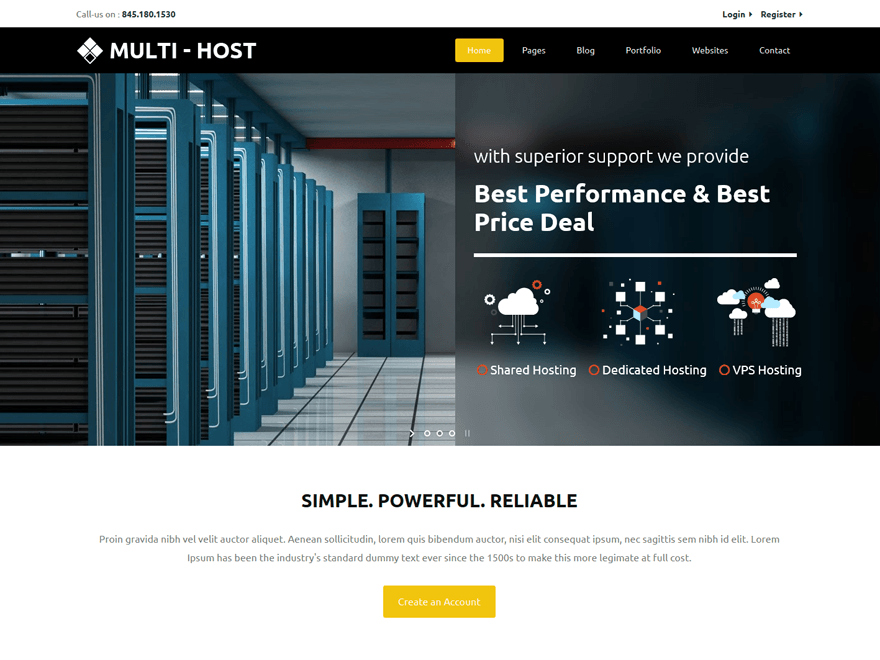 Call-us on : 845.180.1530
Login Register
MULTI - HOST
Home Pages Blog Portfolio Websites Contact
with superior support we provide
Best Performance & Best
Price Deal
Shared Hosting Dedicated Hosting VPS Hosting
SIMPLE. POWERFUL. RELIABLE
Proin gravida nibh vel velit auctor aliquet. Aenean sollicitudin, lorem quis bibendum auctor, nisi elit consequat ipsum, nec sagittis sem nibh id elit. Lorem
Ipsum has been the industry's standard dummy text ever since the 1500s to make this more legimate at full cost.
Create an Account